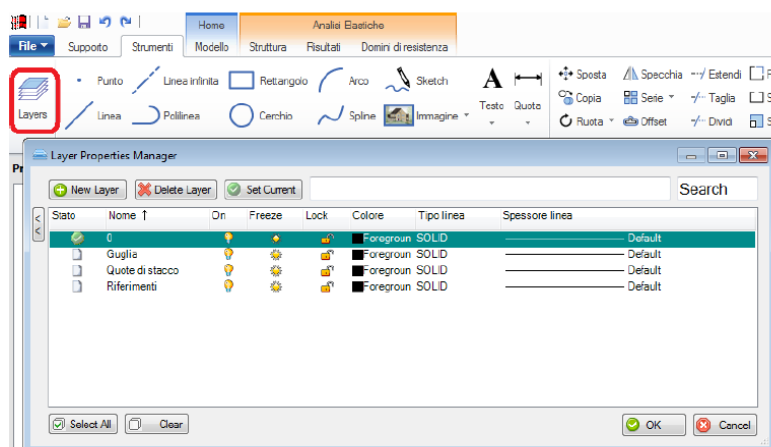 Home Analisi Elastiche
File Supporto Strumenti Modello Struttura Risultati Domini di resistenza
Punto Linea infinita Rettangolo Arco Sketch
A
Sposta Specchia Estendi
Testo Quota
Copia Serie Taglia
Layers
Linea Polilinea Cerchio Spline Immagine
Ruota Offset Dividi
Layer Properties Manager
New Layer Delete Layer Set Current Search
< <
Stato Nome ↑ On Freeze Lock Colore Tipo linea Spessore linea
0 Foregroun SOLID Default
Guglia Foregroun SOLID Default
Quote di stacco Foregroun SOLID Default
Riferimenti Foregroun SOLID Default
Select All Clear OK Cancel